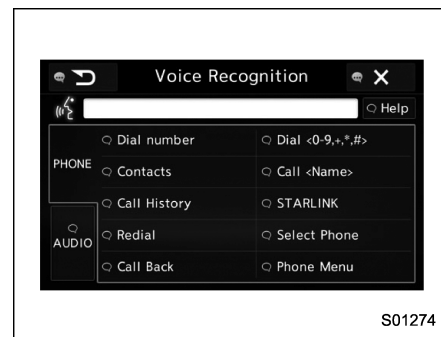 Voice Recognition
Help
PHONE
AUDIO
Dial number
Dial <0-9,+,*,#>
Contacts
Call <Name>
Call History
STARLINK
Redial
Select Phone
Call Back
Phone Menu
S01274